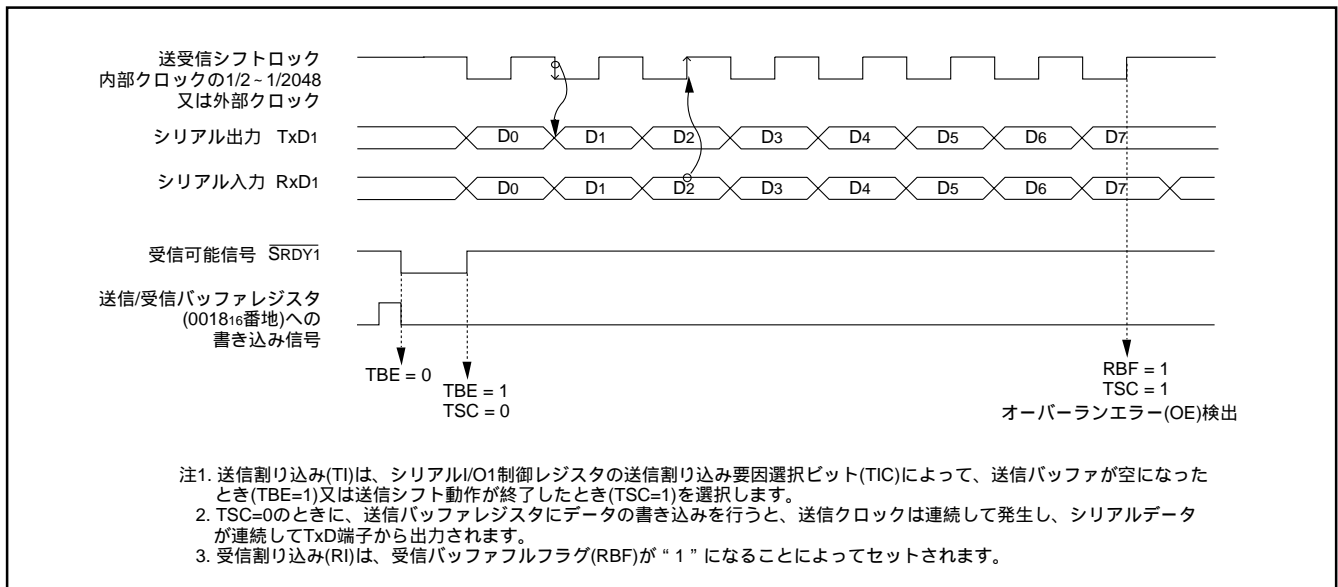 送受信シフトロック
内部クロックの1/2~1/2048
又は外部クロック
シリアル出力 TxD1
D0 D1 D2 D3 D4 D5 D6 D7
シリアル入力 RxD1
D0 D1 D2 D3 D4 D5 D6 D7
受信可能信号 SRDY1
送信/受信バッファレジスタ
(001816番地)への
書き込み信号
TBE = 0
TBE = 1
TSC = 0
RBF = 1
TSC = 1
オーバーランエラー(OE)検出
注1. 送信割り込み(TI)は、シリアルI/O1制御レジスタの送信割り込み要因選択ビット(TIC)によって、送信バッファが空になった
とき(TBE=1)又は送信シフト動作が終了したとき(TSC=1)を選択します。
2. TSC=0のときに、送信バッファレジスタにデータの書き込みを行うと、送信クロックは連続して発生し、シリアルデータ
が連続してTxD端子から出力されます。
3. 受信割り込み(RI)は、受信バッファフルフラグ(RBF)が“1”になることによってセットされます。